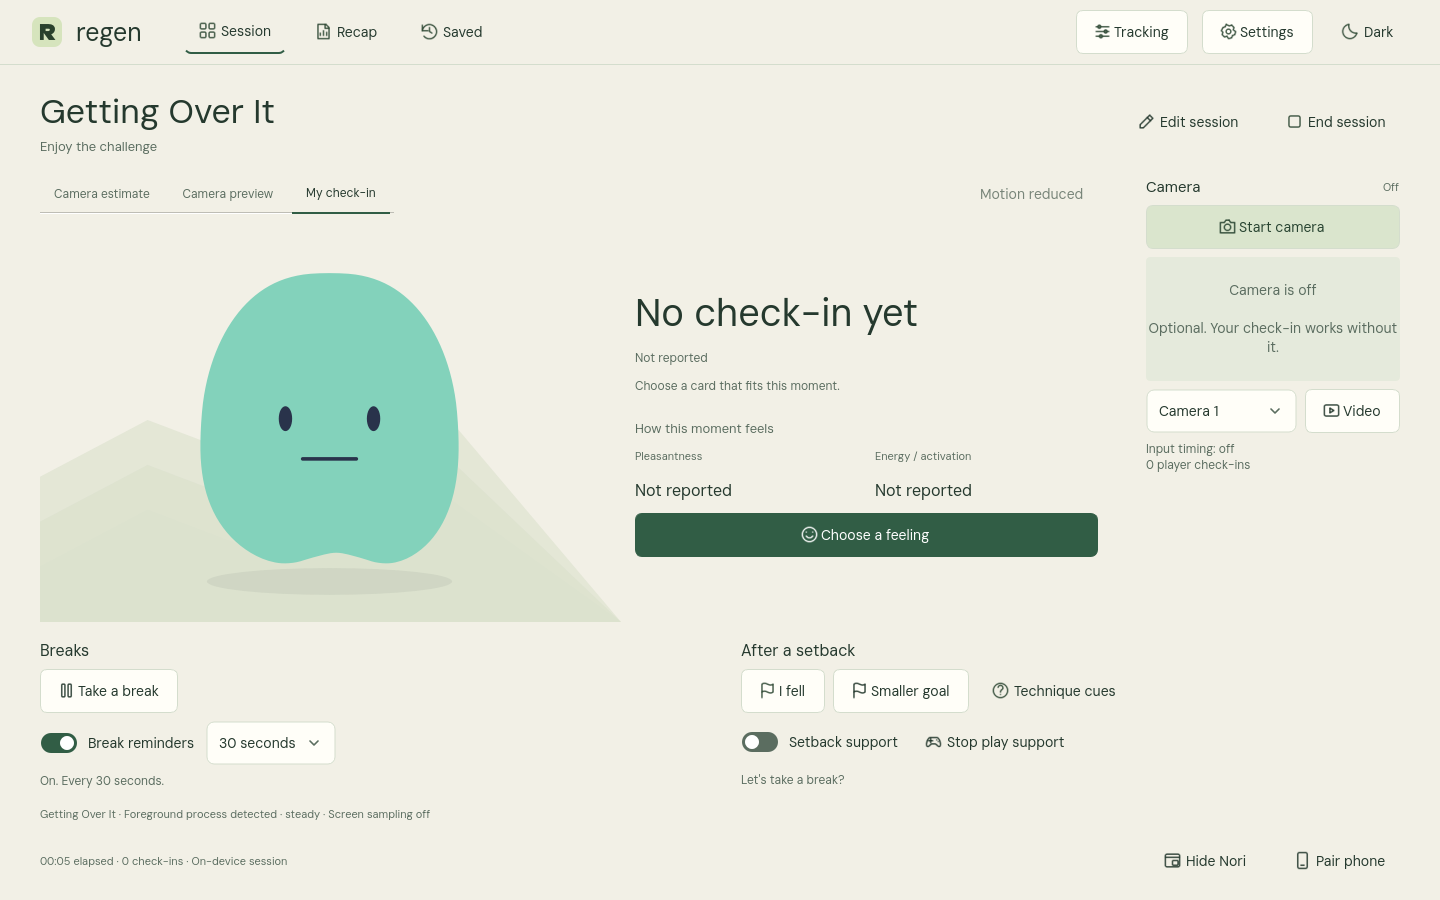 R regen
Session
Recap
Saved
Tracking
Settings
Dark
Getting Over It
Enjoy the challenge
Edit session
End session
Camera estimate
Camera preview
My check-in
Motion reduced
Camera
Off
Start camera
Camera is off
Optional. Your check-in works without
it.
Camera 1
Video
Input timing: off
0 player check-ins
No check-in yet
Not reported
Choose a card that fits this moment.
How this moment feels
Pleasantness
Energy / activation
Not reported
Not reported
Choose a feeling
Breaks
Take a break
Break reminders
30 seconds
On. Every 30 seconds.
After a setback
I fell
Smaller goal
Technique cues
Setback support
Stop play support
Let's take a break?
Getting Over It · Foreground process detected · steady · Screen sampling off
00:05 elapsed · 0 check-ins · On-device session
Hide Nori
Pair phone